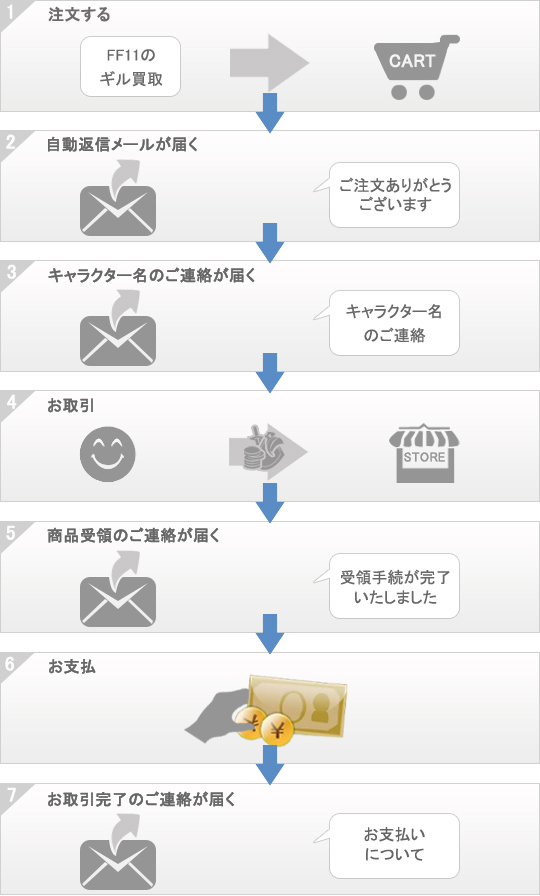 1
注文する
FF11の
ギル買取
CART
2
自動返信メールが届く
ご注文ありがとう
ございます
3
キャラクター名のご連絡が届く
キャラクター名
のご連絡
4
お取引
STORE
5
商品受領のご連絡が届く
受領手続が完了
いたしました
6
お支払
¥
¥
7
お取引完了のご連絡が届く
お支払い
について